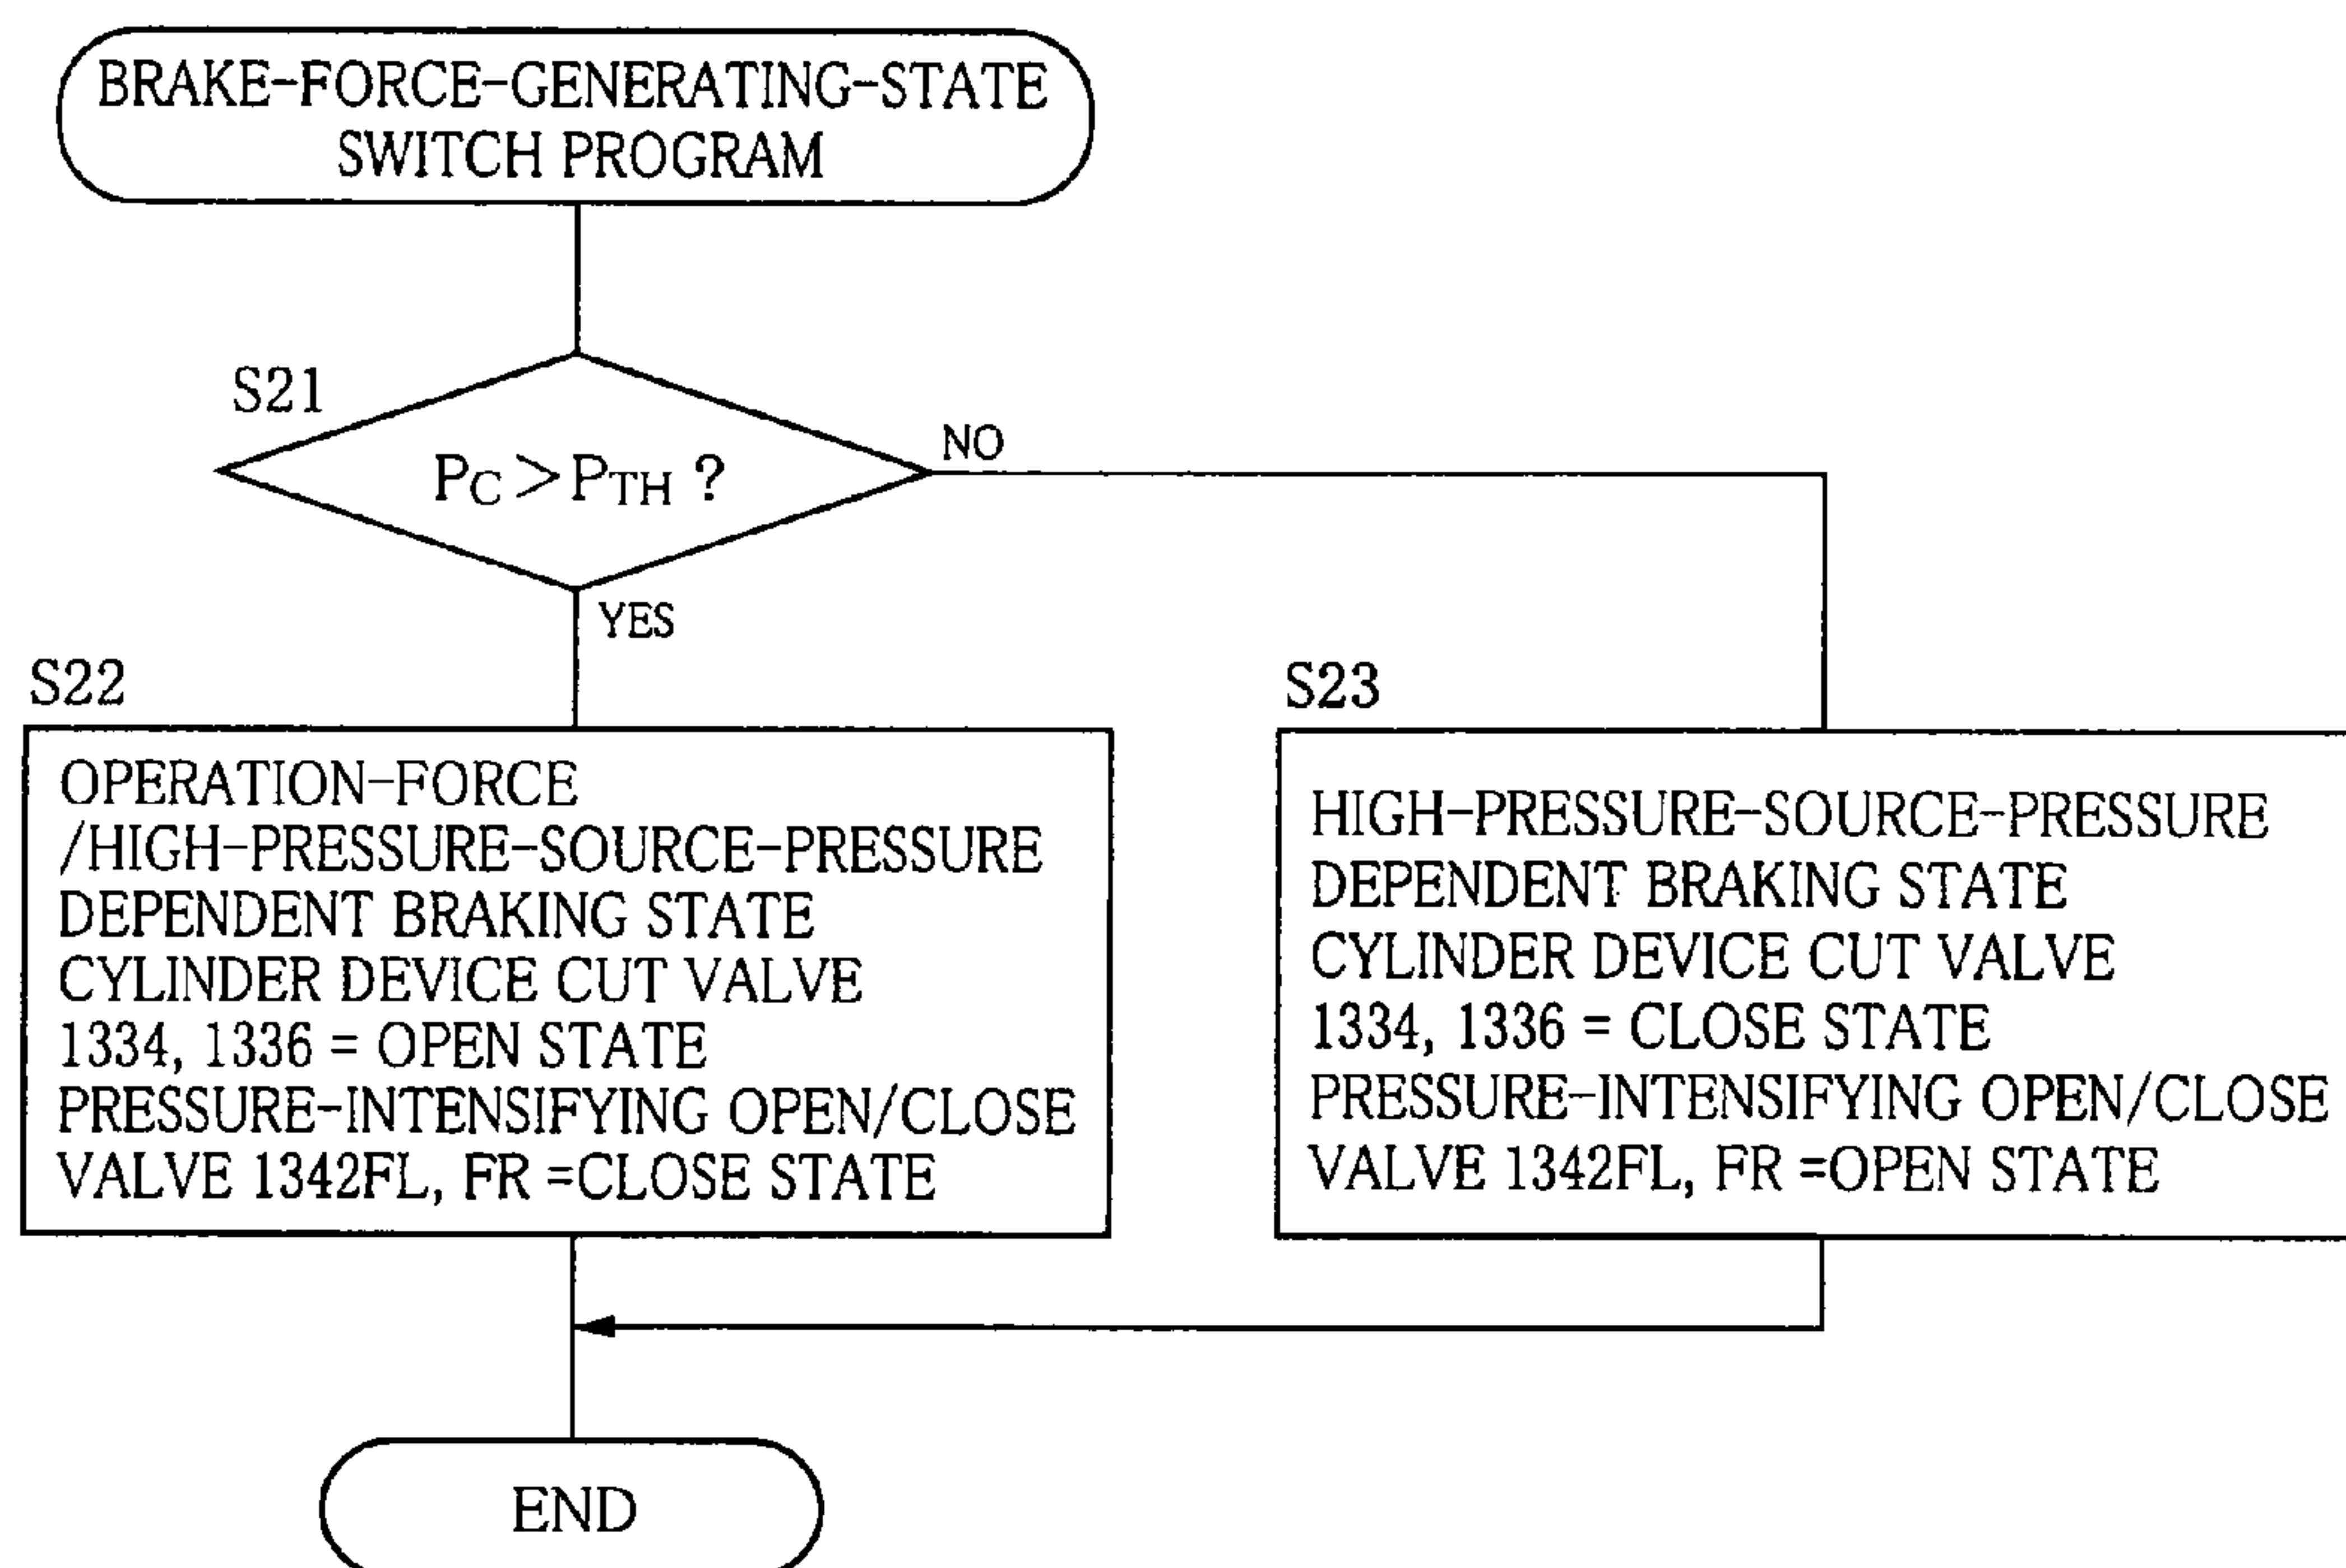 BRAKE-FORCE-GENERATING-STATE
SWITCH PROGRAM
S21
PC > PTH ?
NO
YES
S22
OPERATION-FORCE
/HIGH-PRESSURE-SOURCE-PRESSURE
DEPENDENT BRAKING STATE
CYLINDER DEVICE CUT VALVE
1334, 1336 = OPEN STATE
PRESSURE-INTENSIFYING OPEN/CLOSE
VALVE 1342FL, FR =CLOSE STATE
S23
HIGH-PRESSURE-SOURCE-PRESSURE
DEPENDENT BRAKING STATE
CYLINDER DEVICE CUT VALVE
1334, 1336 = CLOSE STATE
PRESSURE-INTENSIFYING OPEN/CLOSE
VALVE 1342FL, FR =OPEN STATE
END